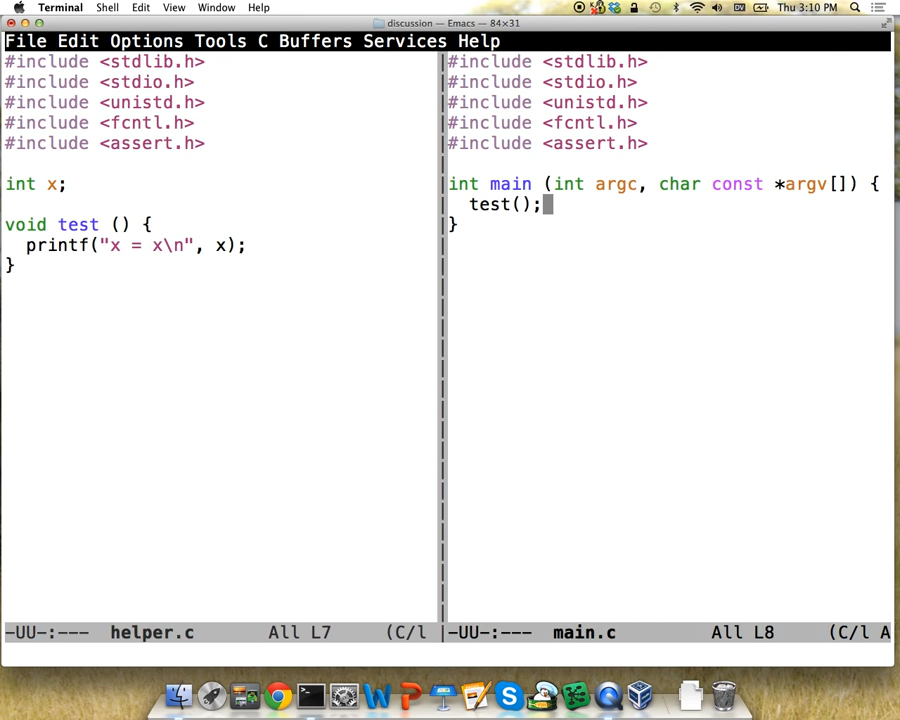 Terminal Shell Edit View Window Help DV Thu 3:10 PM
discussion — Emacs — 84×31
File Edit Options Tools C Buffers Services Help
#include <stdlib.h>
#include <stdio.h>
#include <unistd.h>
#include <fcntl.h>
#include <assert.h>
int x;
void test () {
  printf("x = x\n", x);
}
-UU-:--- helper.c All L7 (C/l
#include <stdlib.h>
#include <stdio.h>
#include <unistd.h>
#include <fcntl.h>
#include <assert.h>
int main (int argc, char const *argv[]) {
  test();
}
-UU-:--- main.c All L8 (C/l A